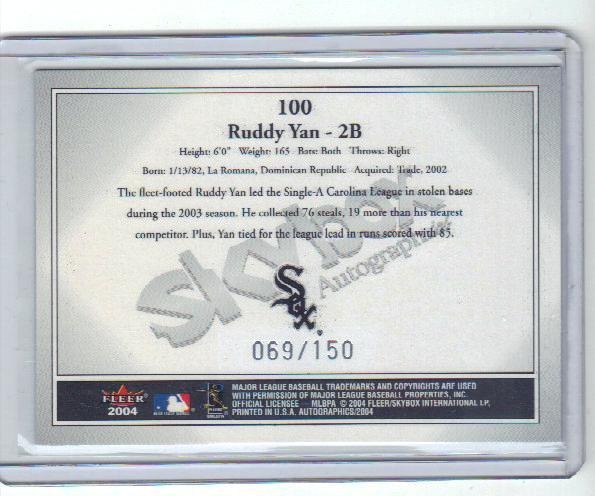 100
Ruddy Yan - 2B
Height: 6'0" Weight: 165 Bats: Both Throws: Right
Born: 1/13/82, La Romana, Dominican Republic Acquired: Trade, 2002
The fleet-footed Ruddy Yan led the Single-A Carolina League in stolen bases
during the 2003 season. He collected 76 steals, 19 more than his nearest
competitor. Plus, Yan tied for the league lead in runs scored with 85.
Skybox
Autographics
Sox
069/150
FLEER
2004
MAJOR LEAGUE BASEBALL TRADEMARKS AND COPYRIGHTS ARE USED
WITH PERMISSION OF MAJOR LEAGUE BASEBALL PROPERTIES, INC.
OFFICIAL LICENSEE – MLBPA © 2004 FLEER/SKYBOX INTERNATIONAL LP.
PRINTED IN U.S.A. AUTOGRAPHICS/2004